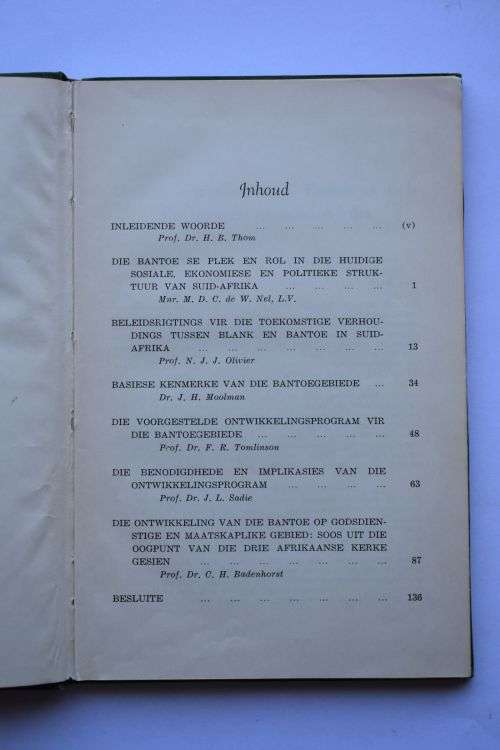 Inhoud
INLEIDENDE WOORDE ... ... ... ... ... (v)
Prof. Dr. H. B. Thom
DIE BANTOE SE PLEK EN ROL IN DIE HUIDIGE
SOSIALE, EKONOMIESE EN POLITIEKE STRUK-
TUUR VAN SUID-AFRIKA ... ... ... ... 1
Mnr. M. D. C. de W. Nel, L.V.
BELEIDSRIGTINGS VIR DIE TOEKOMSTIGE VERHOU-
DINGS TUSSEN BLANK EN BANTOE IN SUID-
AFRIKA ... ... ... ... ... ... ... 13
Prof. N. J. J. Olivier
BASIESE KENMERKE VAN DIE BANTOEGEBIEDE ... 34
Dr. J. H. Moolman
DIE VOORGESTELDE ONTWIKKELINGSPROGRAM VIR
DIE BANTOEGEBIEDE ... ... ... ... ... 48
Prof. Dr. F. R. Tomlinson
DIE BENODIGDHEDE EN IMPLIKASIES VAN DIE
ONTWIKKELINGSPROGRAM ... ... ... ... 63
Prof. Dr. J. L. Sadie
DIE ONTWIKKELING VAN DIE BANTOE OP GODSDIEN-
STIGE EN MAATSKAPLIKE GEBIED: SOOS UIT DIE
OOGPUNT VAN DIE DRIE AFRIKAANSE KERKE
GESIEN ... ... ... ... ... ... ... 87
Prof. Dr. C. H. Badenhorst
BESLUITE ... ... ... ... ... ... ... 136